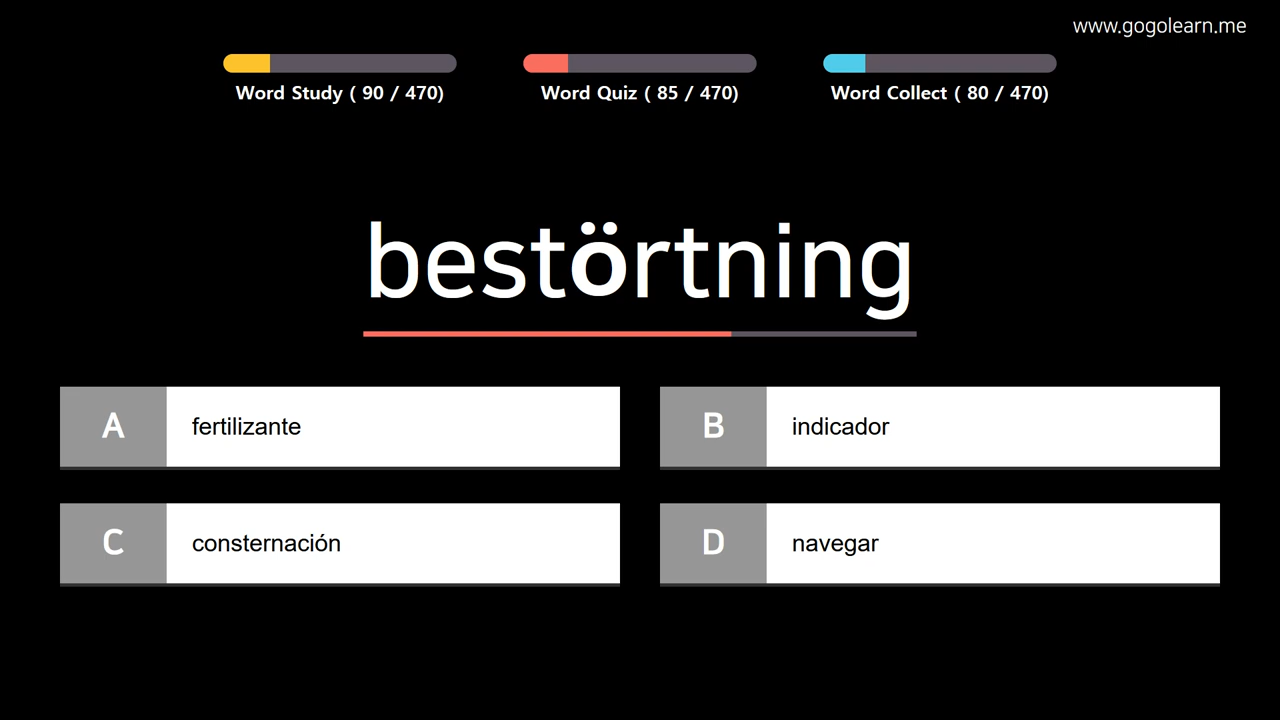 www.gogolearn.me
Word Study ( 90 / 470)
Word Quiz ( 85 / 470)
Word Collect ( 80 / 470)
bestörtning
A fertilizante
B indicador
C consternación
D navegar